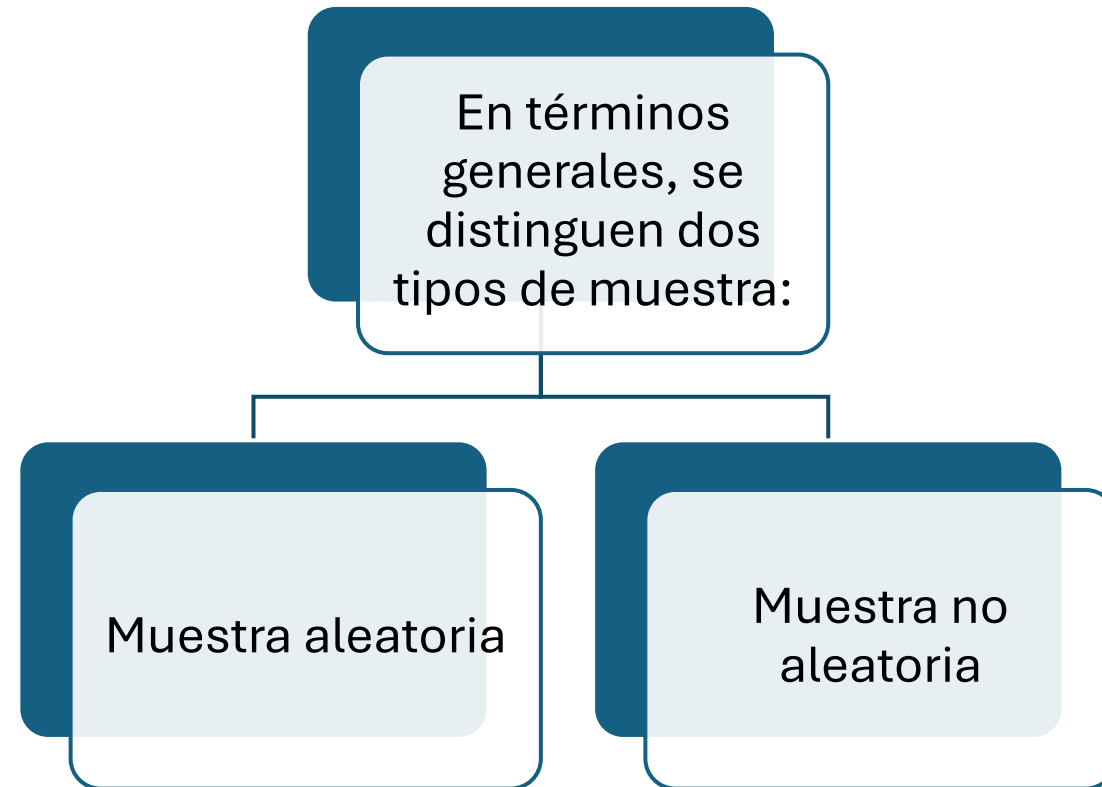 En términos
generales, se
distinguen dos
tipos de muestra:
Muestra aleatoria
Muestra no
aleatoria